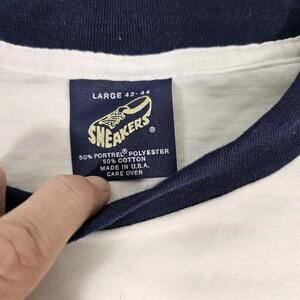 LARGE 42-44
SNEAKERS®
50% FORTREL® POLYESTER
50% COTTON
MADE IN U.S.A.
CARE OVER